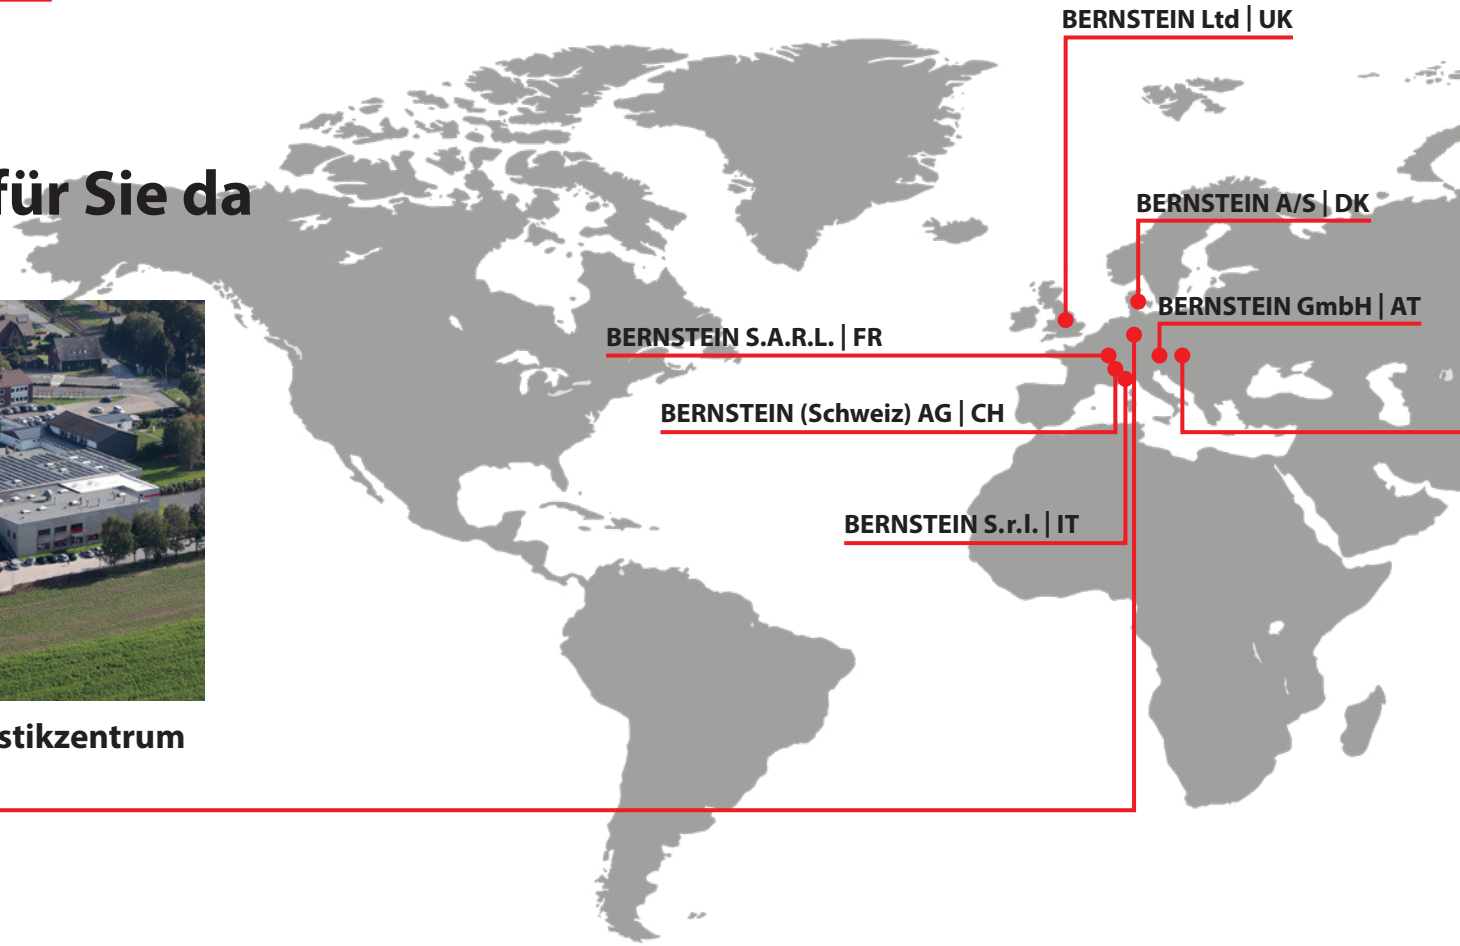 BERNSTEIN Ltd | UK
für Sie da
BERNSTEIN A/S | DK
BERNSTEIN GmbH | AT
BERNSTEIN S.A.R.L. | FR
BERNSTEIN (Schweiz) AG | CH
BERNSTEIN S.r.l. | IT
stikzentrum